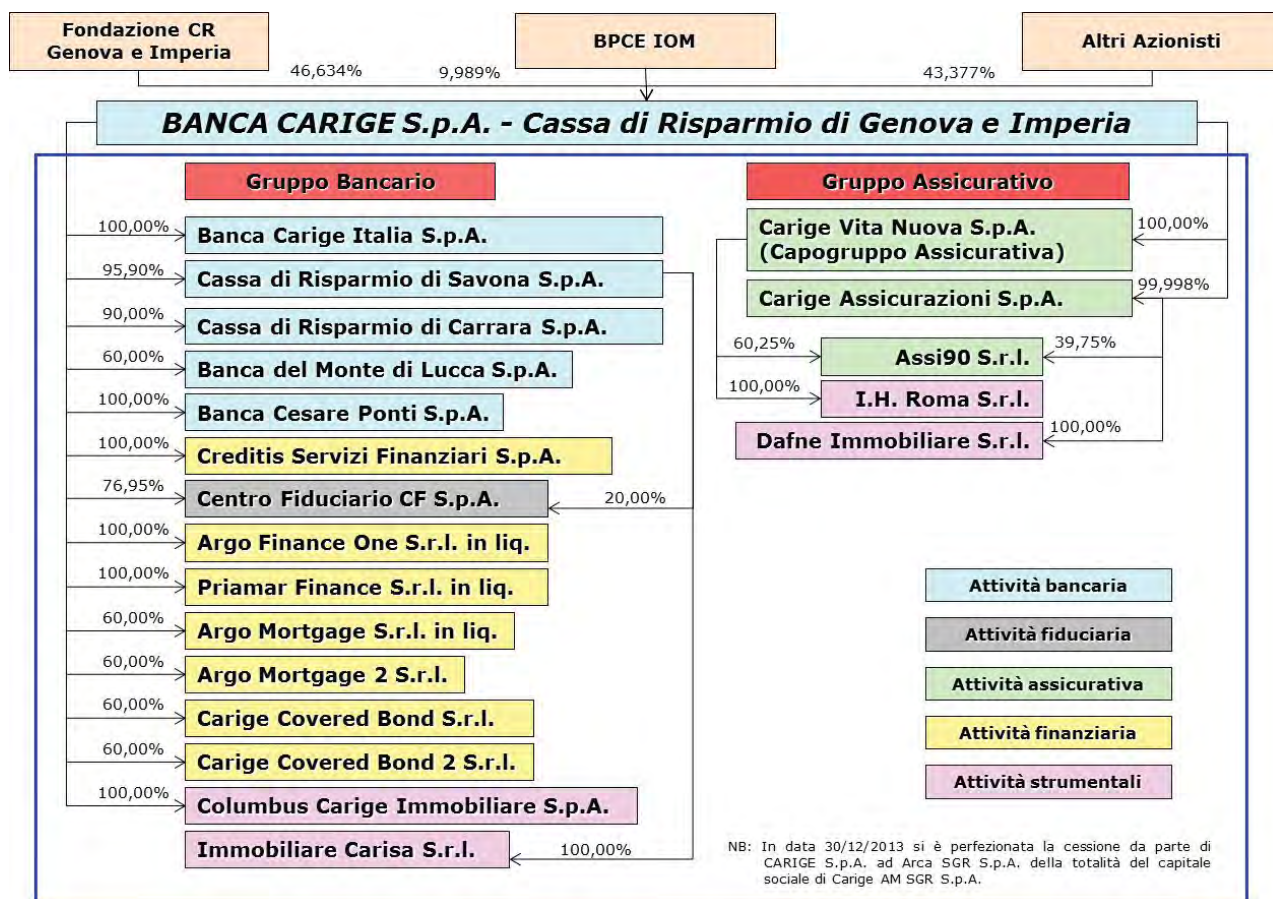 Fondazione CR
Genova e Imperia
BPCE IOM
Altri Azionisti
46,634%
9,989%
43,377%
BANCA CARIGE S.p.A. - Cassa di Risparmio di Genova e Imperia
Gruppo Bancario
100,00%
Banca Carige Italia S.p.A.
95,90%
Cassa di Risparmio di Savona S.p.A.
90,00%
Cassa di Risparmio di Carrara S.p.A.
60,00%
Banca del Monte di Lucca S.p.A.
100,00%
Banca Cesare Ponti S.p.A.
100,00%
Creditis Servizi Finanziari S.p.A.
76,95%
Centro Fiduciario CF S.p.A.
20,00%
100,00%
Argo Finance One S.r.l. in liq.
100,00%
Priamar Finance S.r.l. in liq.
60,00%
Argo Mortgage S.r.l. in liq.
60,00%
Argo Mortgage 2 S.r.l.
60,00%
Carige Covered Bond S.r.l.
60,00%
Carige Covered Bond 2 S.r.l.
100,00%
Columbus Carige Immobiliare S.p.A.
Immobiliare Carisa S.r.l.
100,00%
Gruppo Assicurativo
Carige Vita Nuova S.p.A.
(Capogruppo Assicurativa)
100,00%
Carige Assicurazioni S.p.A.
99,998%
60,25%
Assi90 S.r.l.
39,75%
100,00%
I.H. Roma S.r.l.
Dafne Immobiliare S.r.l.
100,00%
Attività bancaria
Attività fiduciaria
Attività assicurativa
Attività finanziaria
Attività strumentali
NB: In data 30/12/2013 si è perfezionata la cessione da parte di
CARIGE S.p.A. ad Arca SGR S.p.A. della totalità del capitale
sociale di Carige AM SGR S.p.A.